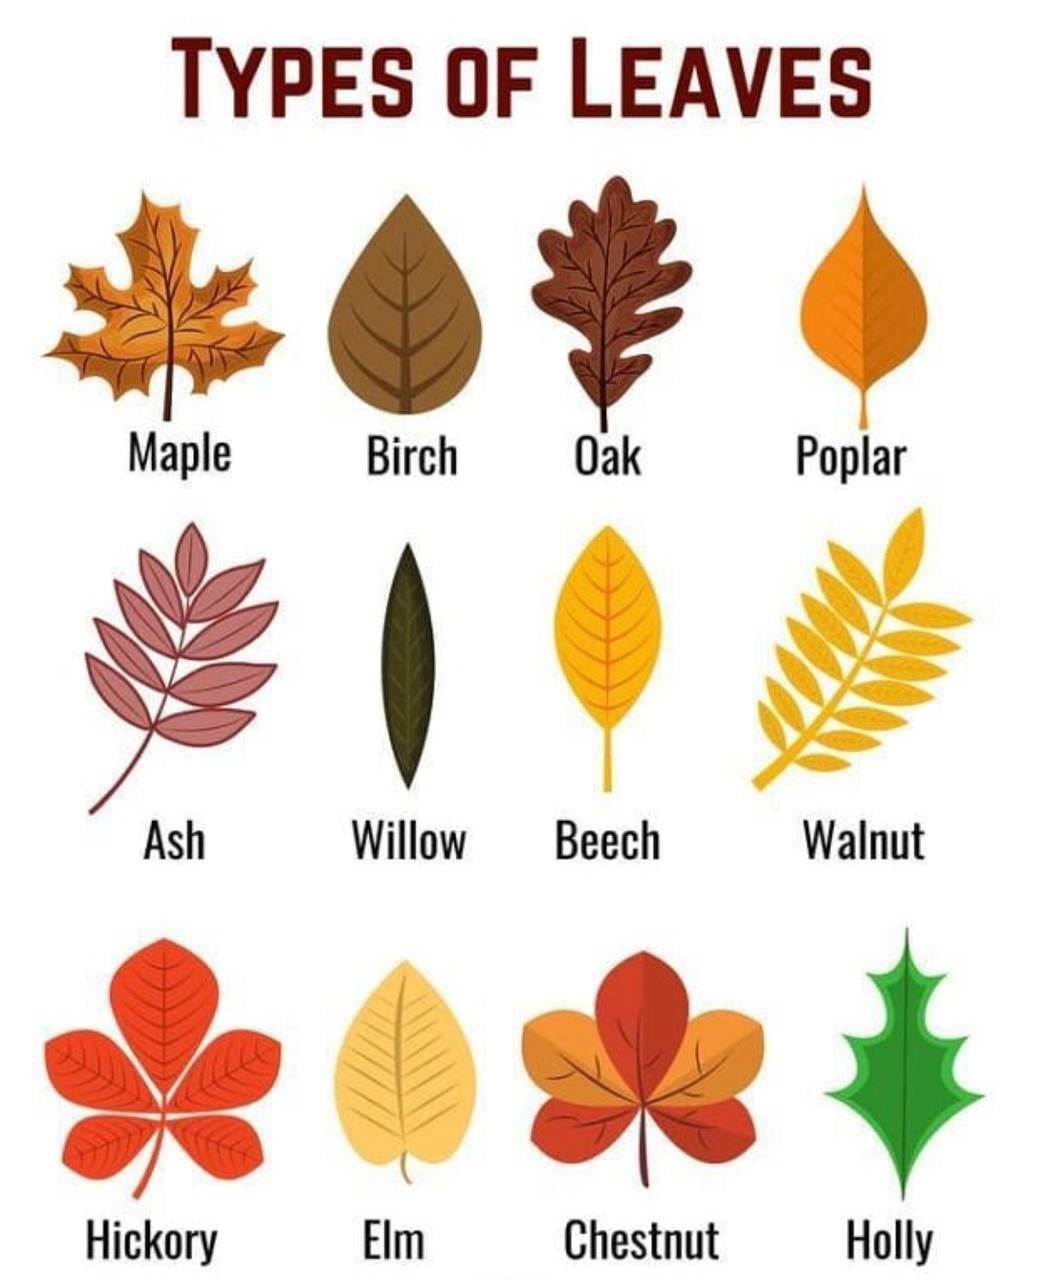 TYPES OF LEAVES
Maple Birch Oak Poplar
Ash Willow Beech Walnut
Hickory Elm Chestnut Holly